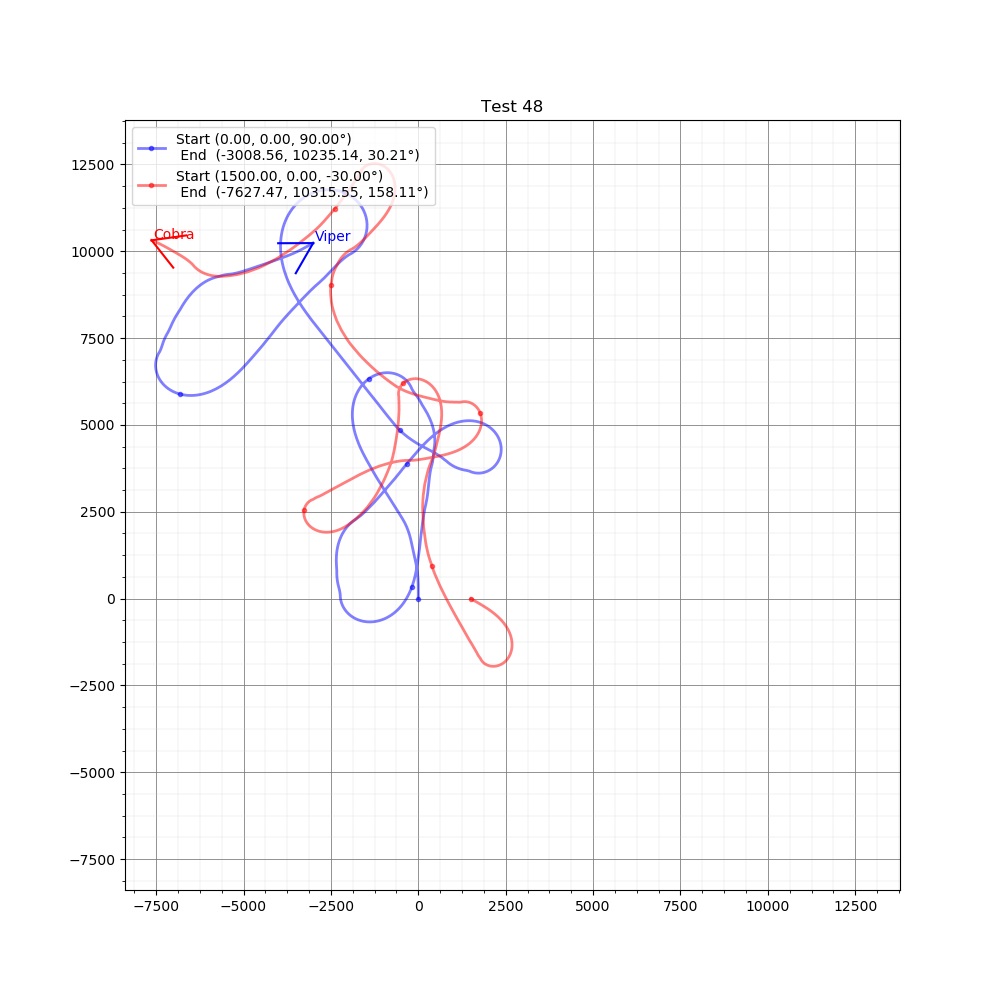 Test 48
Start (0.00, 0.00, 90.00°)
End (-3008.56, 10235.14, 30.21°)
Start (1500.00, 0.00, -30.00°)
End (-7627.47, 10315.55, 158.11°)
Cobra
Viper
12500
10000
7500
5000
2500
0
−2500
−5000
−7500
−7500 −5000 −2500 0 2500 5000 7500 10000 12500